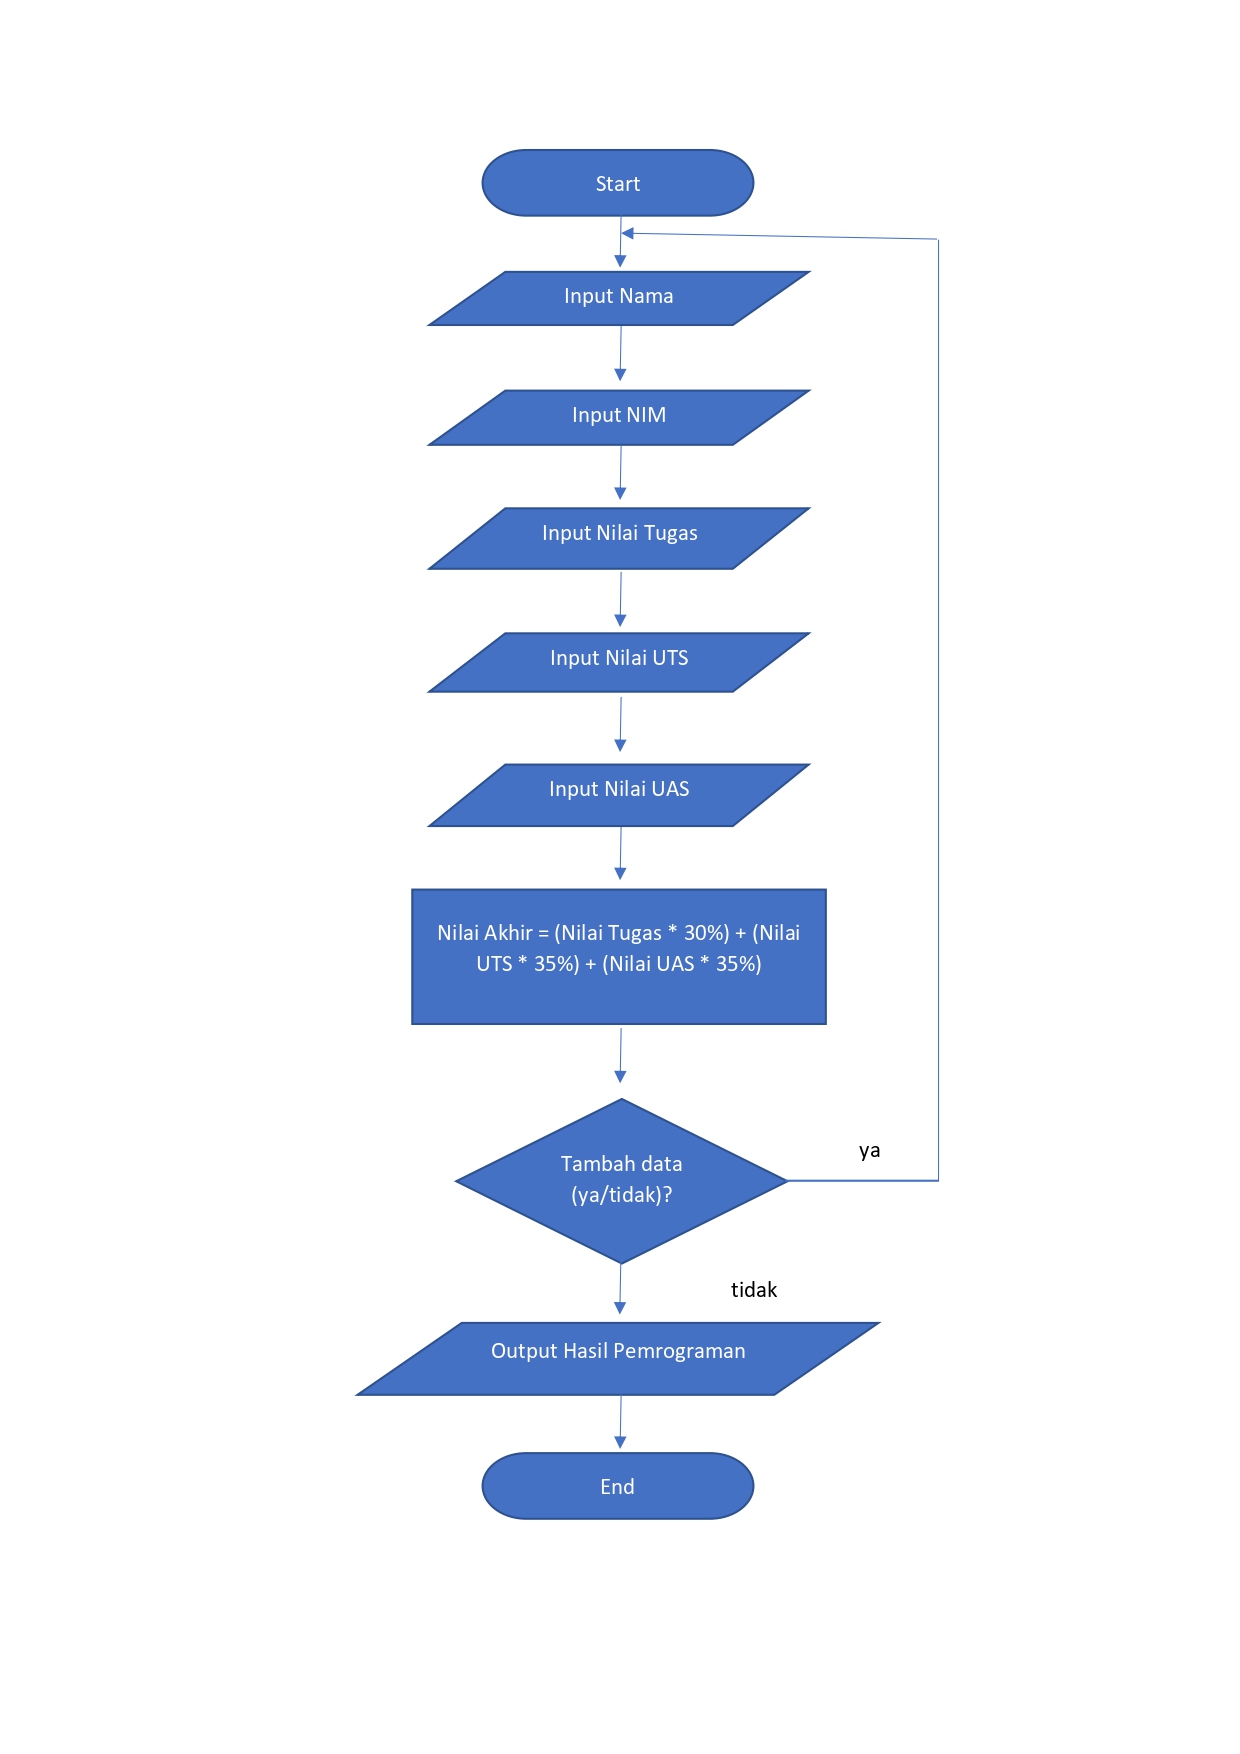 Start
Input Nama
Input NIM
Input Nilai Tugas
Input Nilai UTS
Input Nilai UAS
Nilai Akhir = (Nilai Tugas * 30%) + (Nilai
UTS * 35%) + (Nilai UAS * 35%)
Tambah data
(ya/tidak)?
ya
tidak
Output Hasil Pemrograman
End